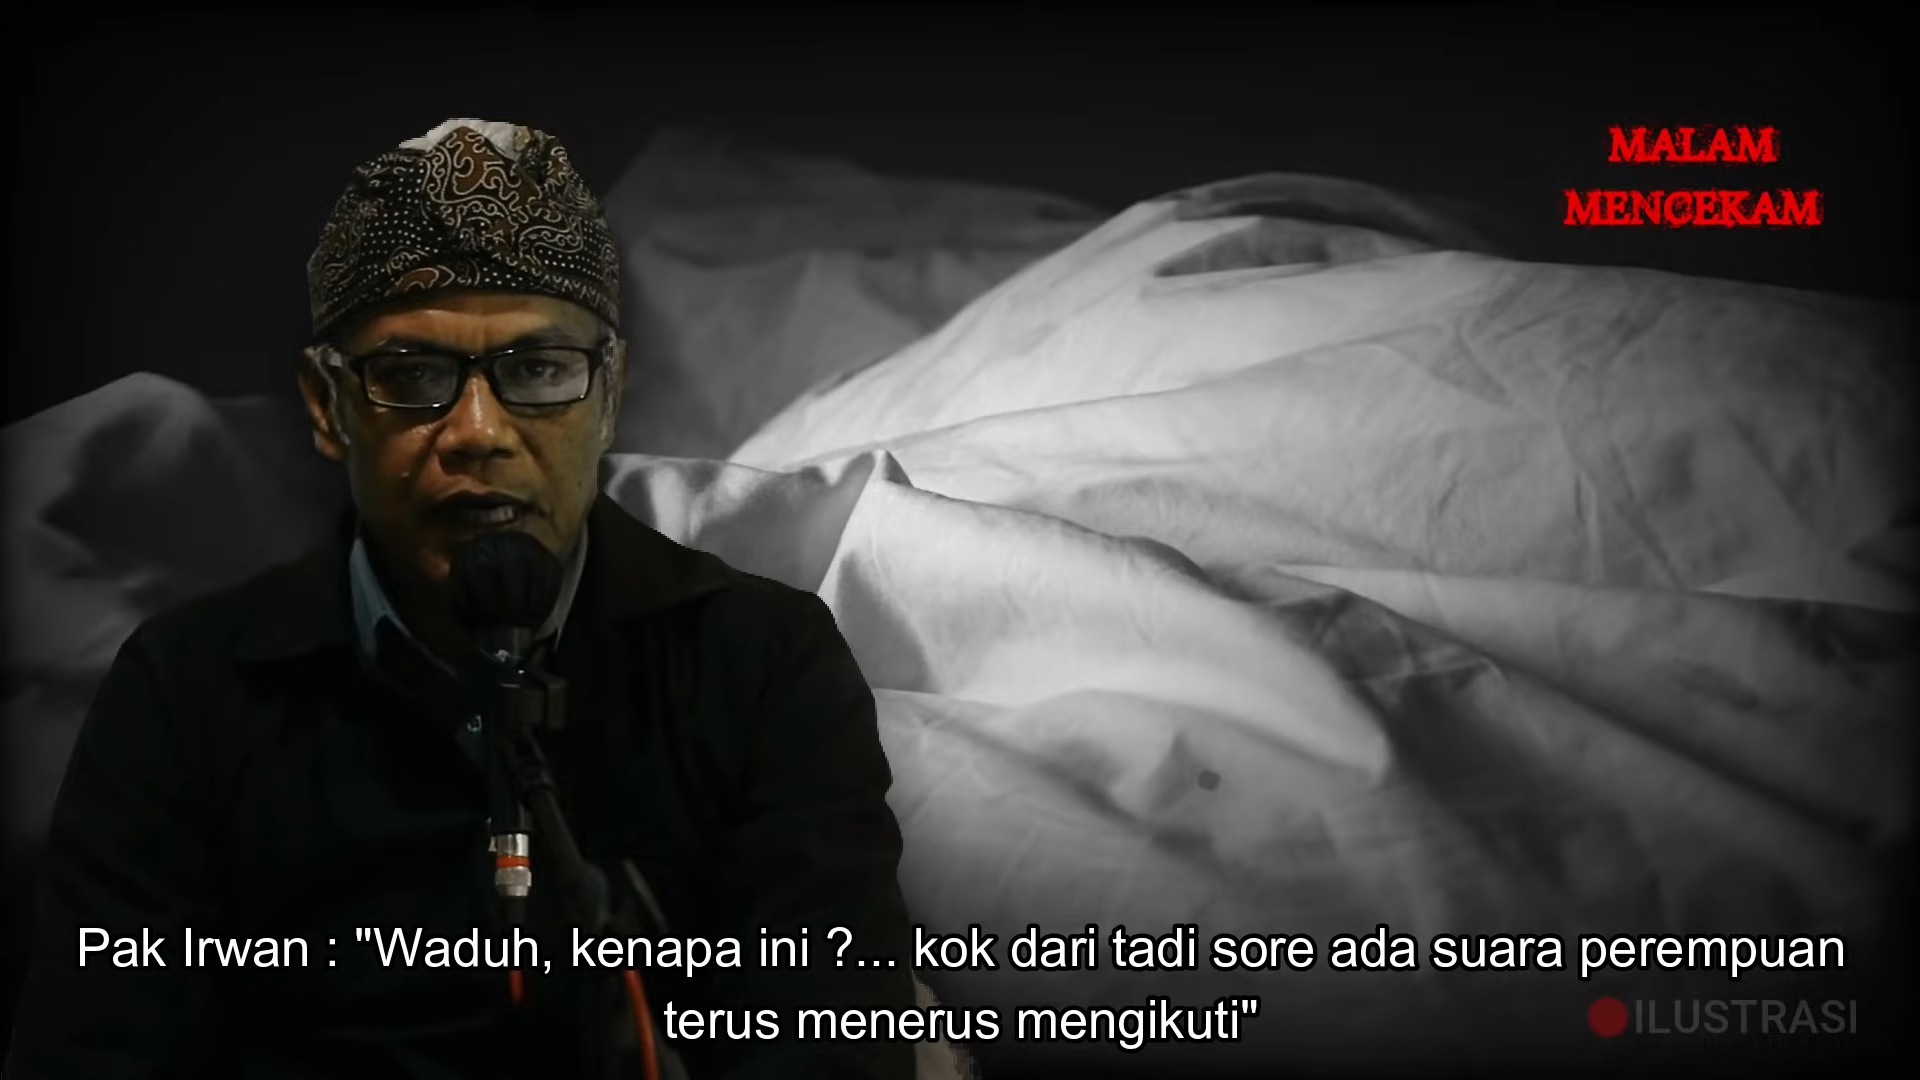 MALAM
MENCEKAM
Pak Irwan : "Waduh, kenapa ini ?... kok dari tadi sore ada suara perempuan
terus menerus mengikuti"
ILUSTRASI